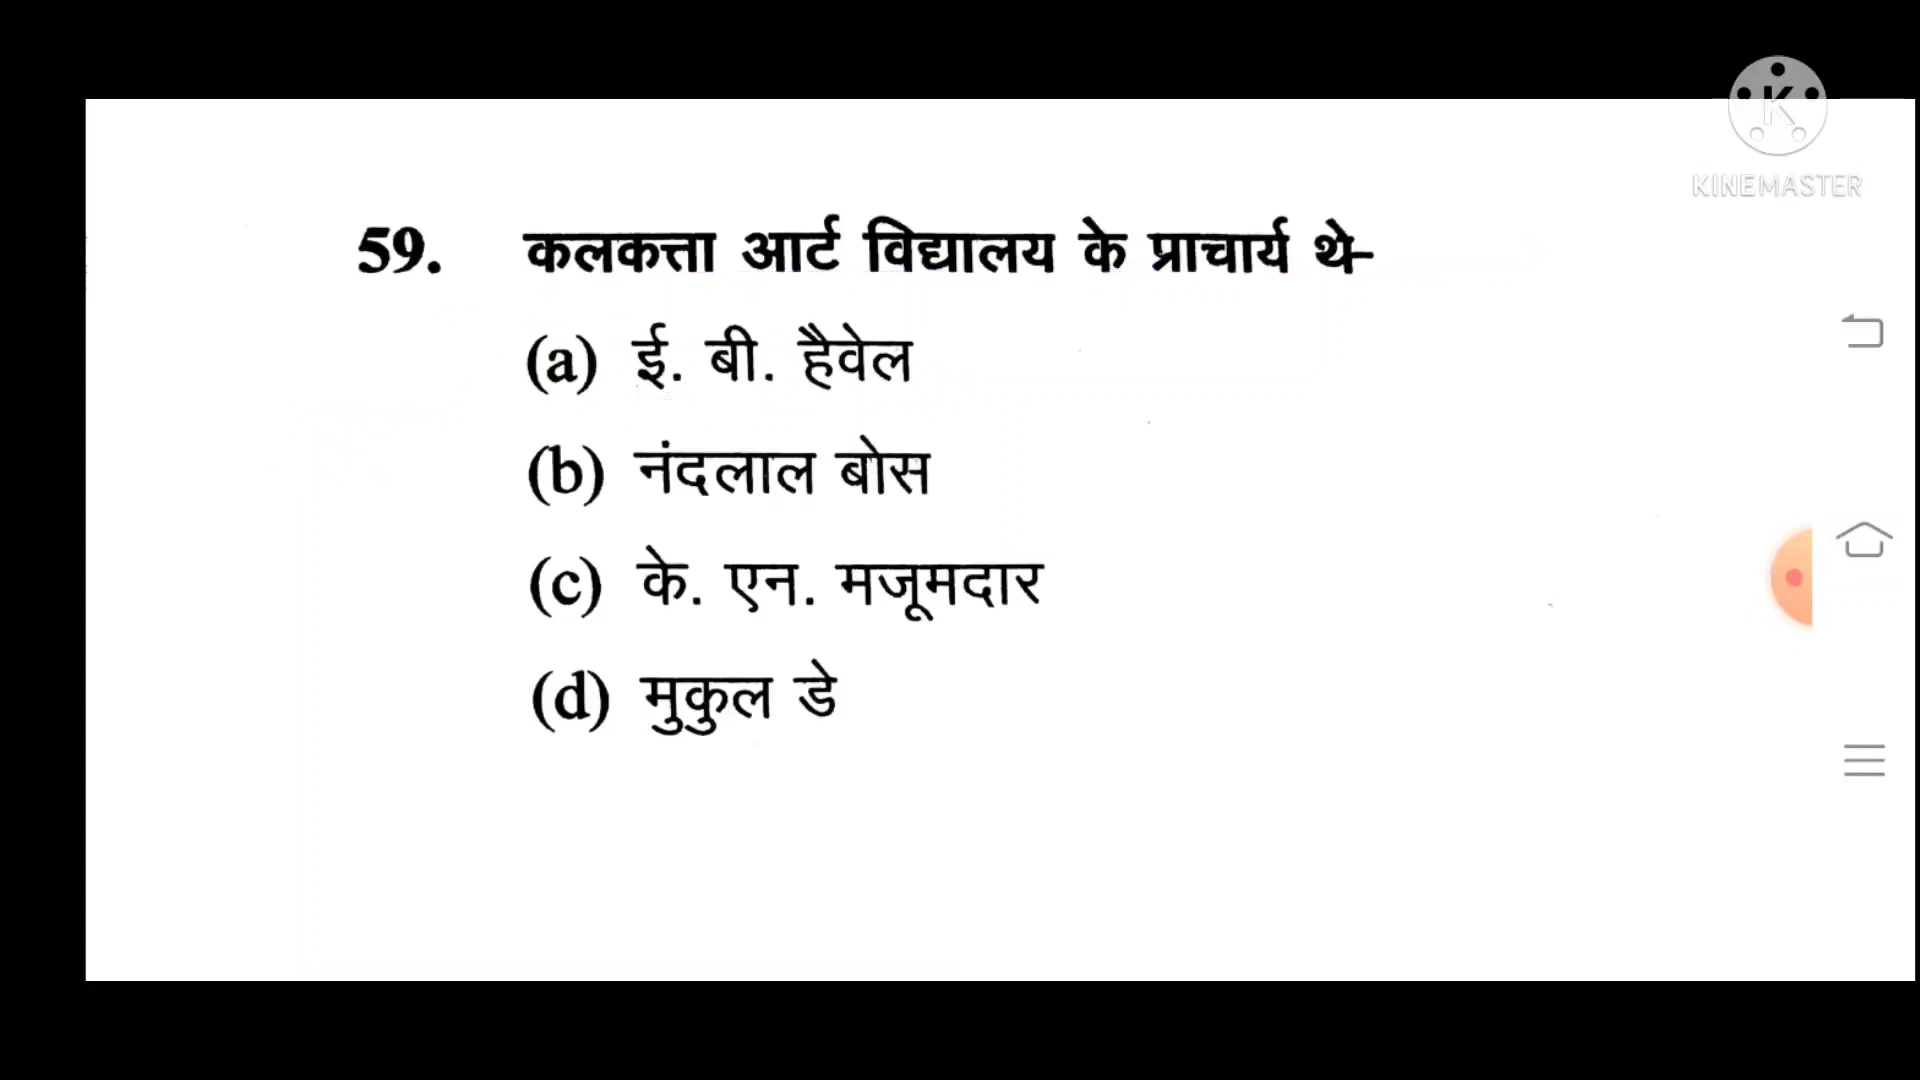 KINEMASTER
59. कलकत्ता आर्ट विद्यालय के प्राचार्य थे-
(a) ई. बी. हैवेल
(b) नंदलाल बोस
(c) के. एन. मजूमदार
(d) मुकुल डे